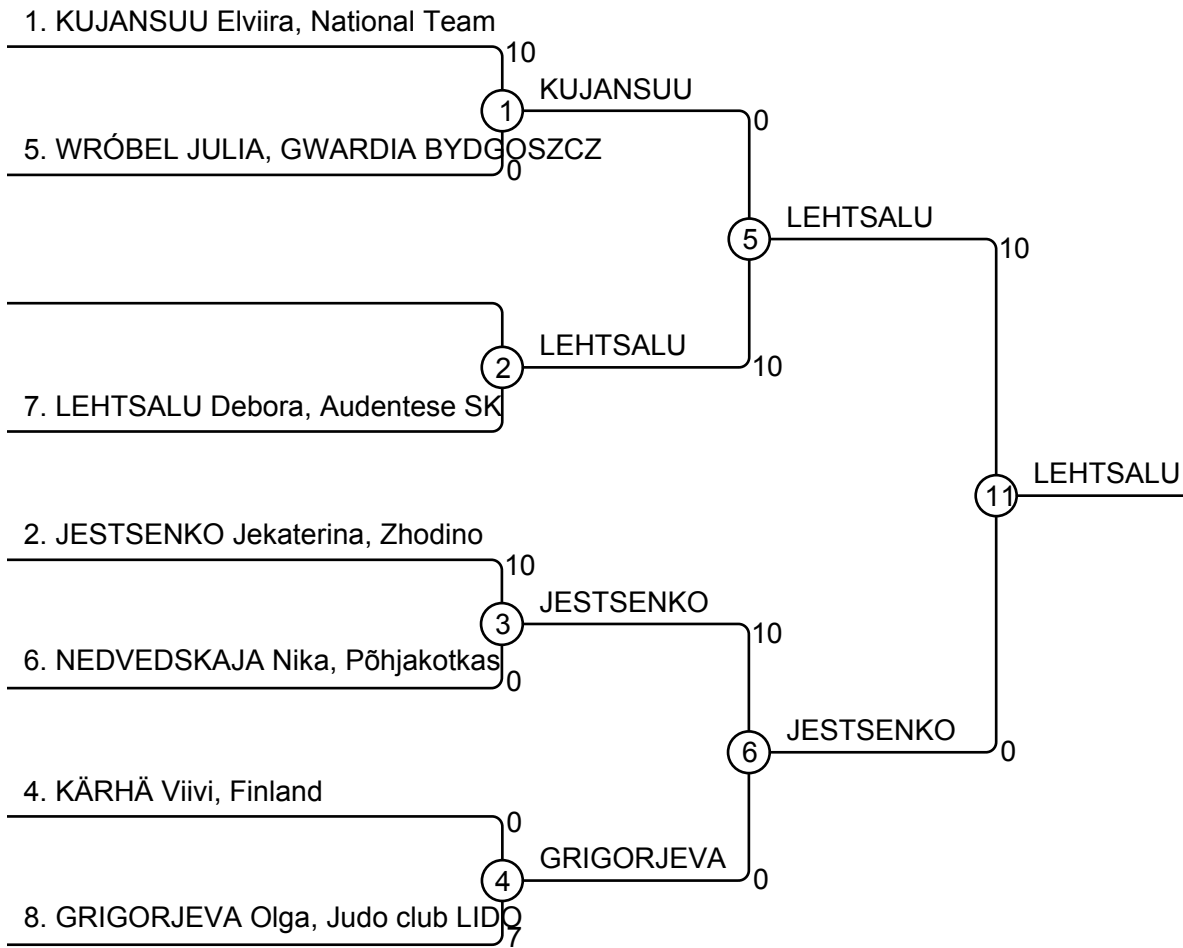 1. KUJANSUU Elviira, National Team
10
KUJANSUU
1
0
5. WRÓBEL JULIA, GWARDIA BYDGOSZCZ
0
LEHTSALU
5
10
LEHTSALU
2
10
7. LEHTSALU Debora, Audentese SK
LEHTSALU
11
2. JESTSENKO Jekaterina, Zhodino
10
JESTSENKO
3
10
6. NEDVEDSKAJA Nika, Põhjakotkas
0
JESTSENKO
6
0
4. KÄRHÄ Viivi, Finland
0
GRIGORJEVA
4
0
8. GRIGORJEVA Olga, Judo club LIDO
7